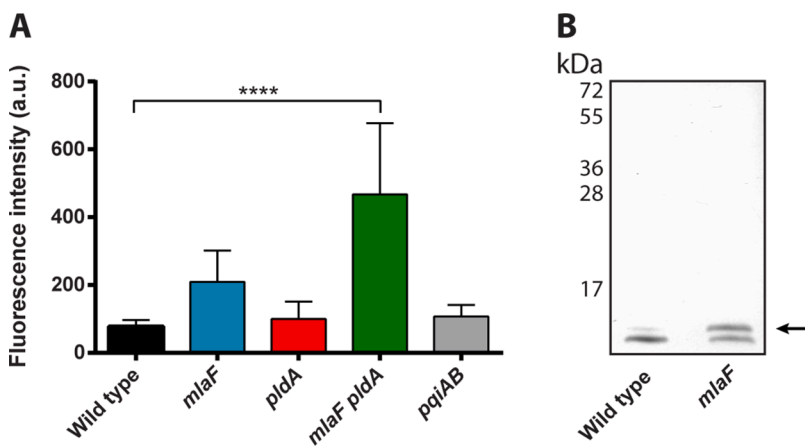 A
Fluorescence intensity (a.u.)
800
600
400
200
0
****
Wild type
mlaF
pldA
mlaF pldA
pqiAB
B
kDa
72
55
36
28
17
Wild type
mlaF